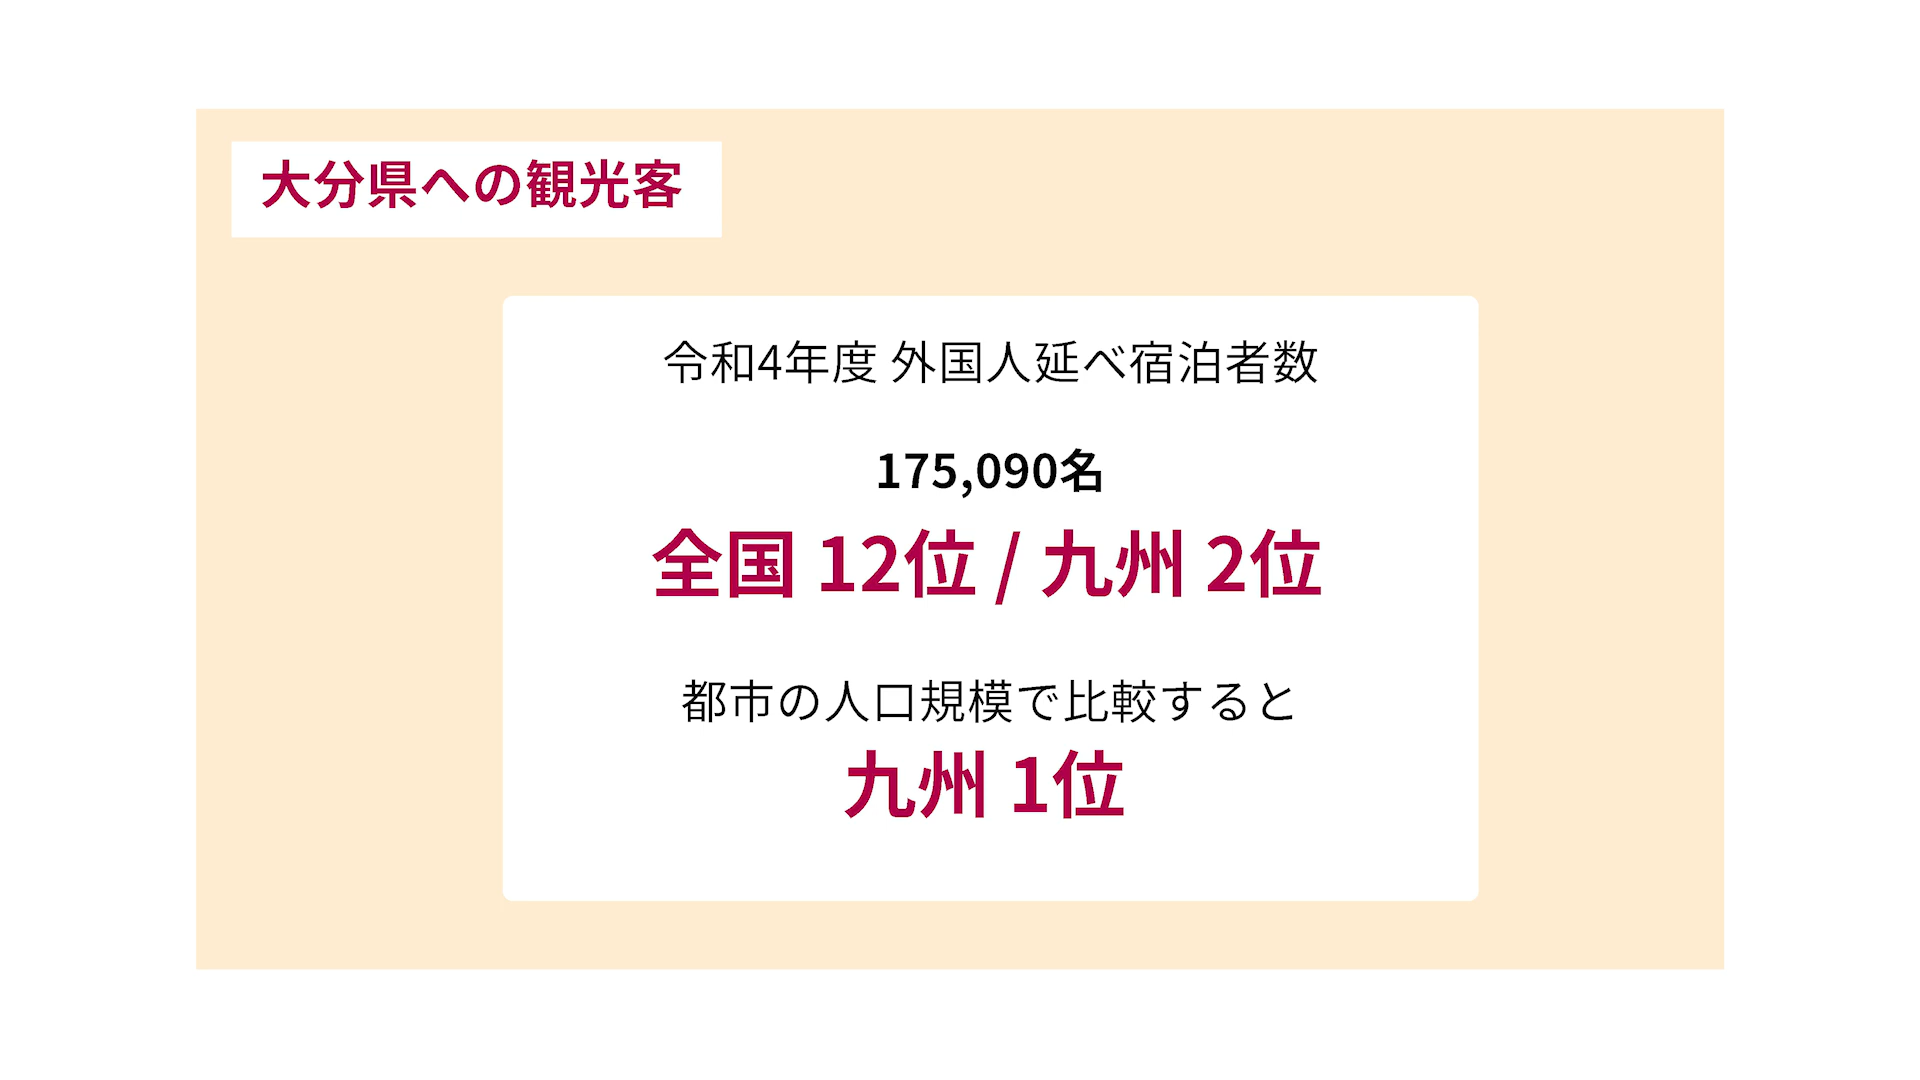 大分県への観光客
令和4年度 外国人延べ宿泊者数
175,090名
全国 12位 / 九州 2位
都市の人口規模で比較すると
九州 1位